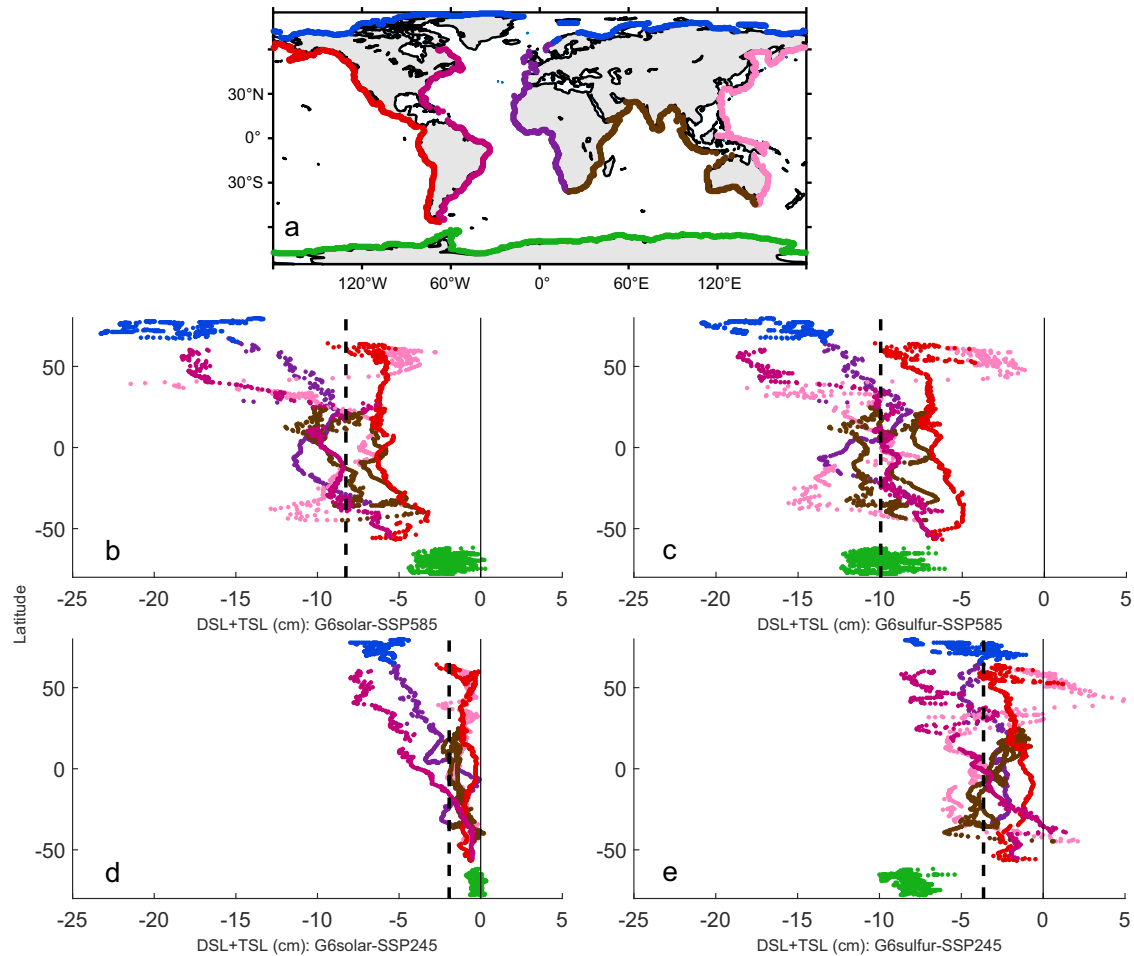 30°N
0°
30°S
a
120°W 60°W 0° 60°E 120°E
50
0
-50
b
-25 -20 -15 -10 -5 0 5
DSL+TSL (cm): G6solar-SSP585
50
0
-50
c
-25 -20 -15 -10 -5 0 5
DSL+TSL (cm): G6sulfur-SSP585
Latitude
50
0
-50
d
-25 -20 -15 -10 -5 0 5
DSL+TSL (cm): G6solar-SSP245
50
0
-50
e
-25 -20 -15 -10 -5 0 5
DSL+TSL (cm): G6sulfur-SSP245